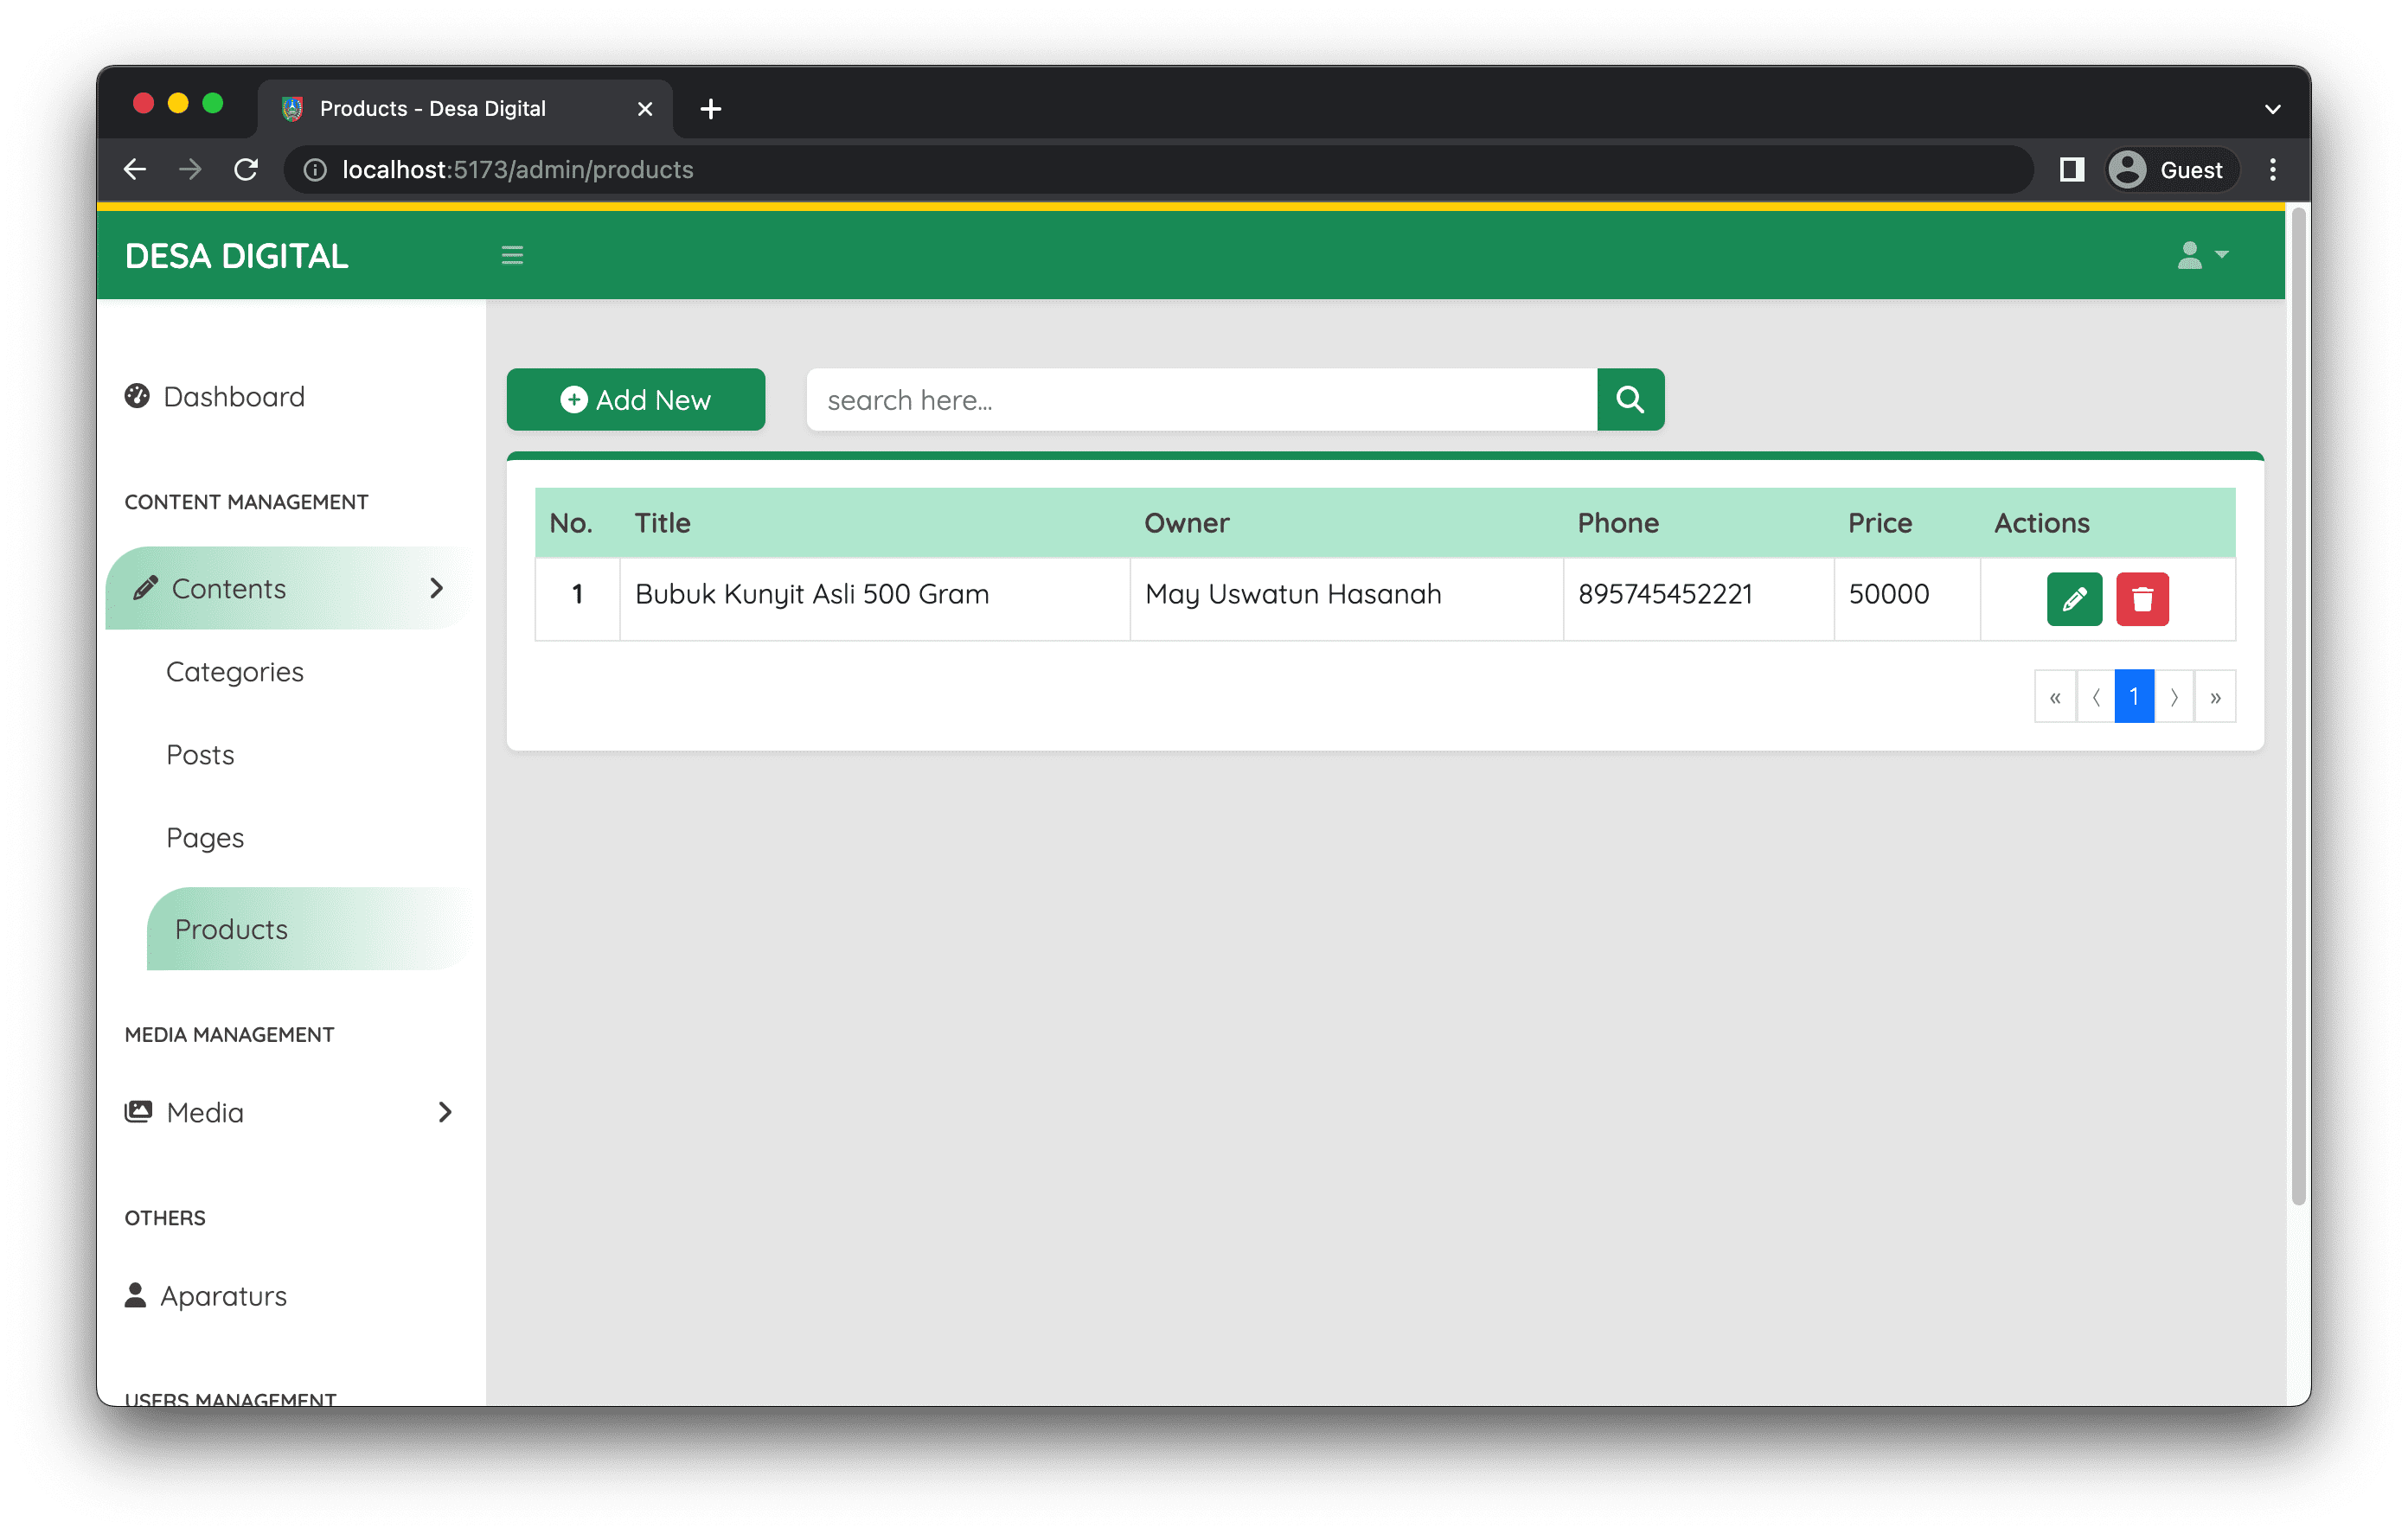 Products - Desa Digital
localhost:5173/admin/products
Guest
DESA DIGITAL
Dashboard
CONTENT MANAGEMENT
Contents
Categories
Posts
Pages
Products
MEDIA MANAGEMENT
Media
OTHERS
Aparaturs
USERS MANAGEMENT
Add New
search here...
No. Title Owner Phone Price Actions
1 Bubuk Kunyit Asli 500 Gram May Uswatun Hasanah 895745452221 50000
« ‹ 1 › »